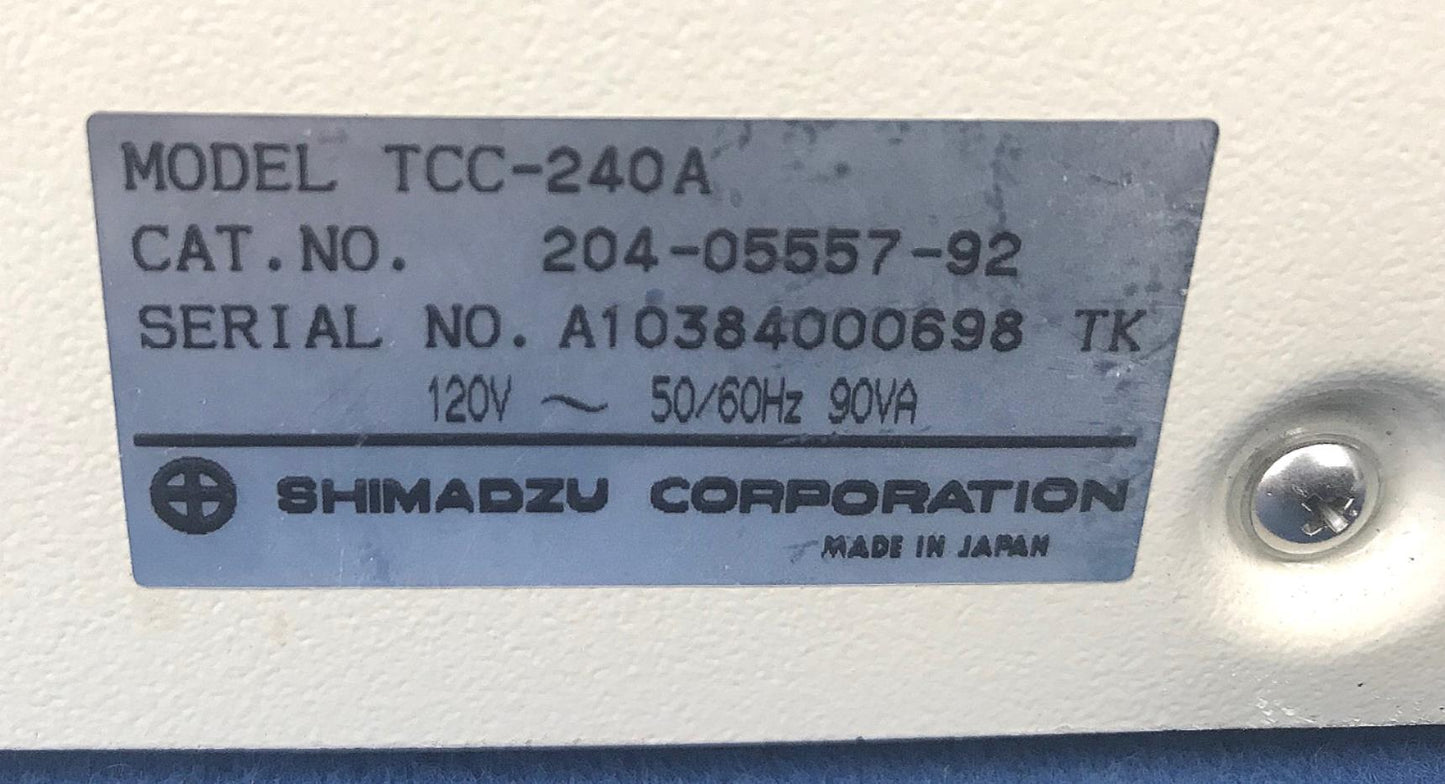 MODEL TCC-240A
CAT.NO. 204-05557-92
SERIAL NO. A10384000698 TK
120V ~ 50/60Hz 90VA
SHIMADZU CORPORATION
MADE IN JAPAN